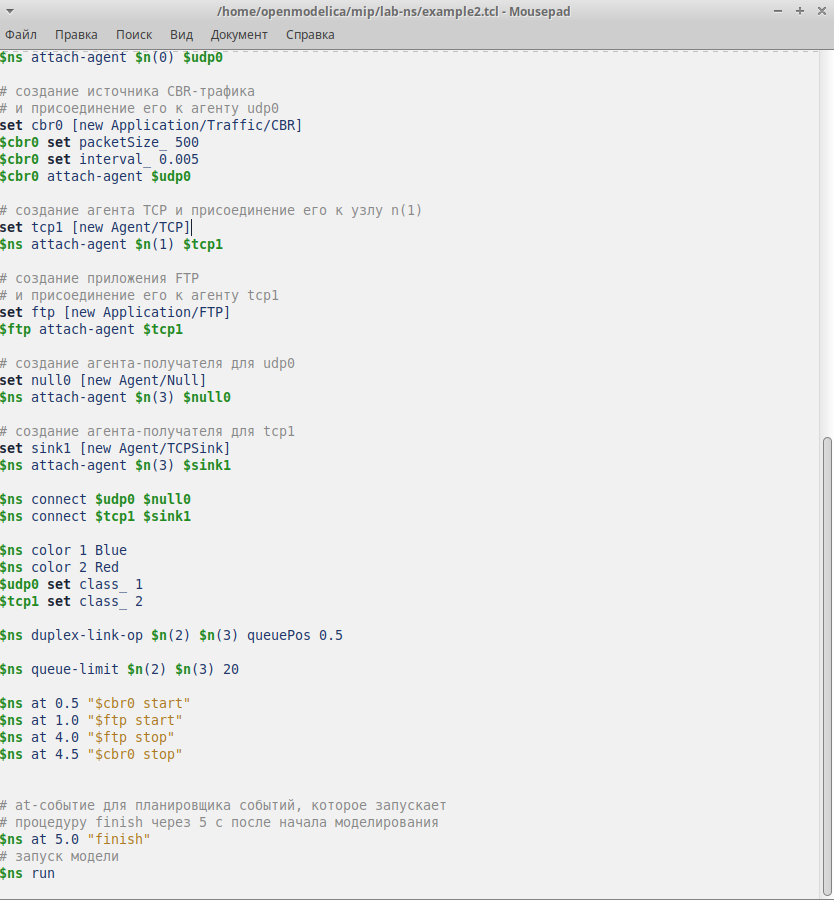 /home/openmodelica/mip/lab-ns/example2.tcl - Mousepad
Файл Правка Поиск Вид Документ Справка
$ns attach-agent $n(0) $udp0
# создание источника CBR-трафика
# и присоединение его к агенту udp0
set cbr0 [new Application/Traffic/CBR]
$cbr0 set packetSize_ 500
$cbr0 set interval_ 0.005
$cbr0 attach-agent $udp0
# создание агента TCP и присоединение его к узлу n(1)
set tcp1 [new Agent/TCP]
$ns attach-agent $n(1) $tcp1
# создание приложения FTP
# и присоединение его к агенту tcp1
set ftp [new Application/FTP]
$ftp attach-agent $tcp1
# создание агента-получателя для udp0
set null0 [new Agent/Null]
$ns attach-agent $n(3) $null0
# создание агента-получателя для tcp1
set sink1 [new Agent/TCPSink]
$ns attach-agent $n(3) $sink1
$ns connect $udp0 $null0
$ns connect $tcp1 $sink1
$ns color 1 Blue
$ns color 2 Red
$udp0 set class_ 1
$tcp1 set class_ 2
$ns duplex-link-op $n(2) $n(3) queuePos 0.5
$ns queue-limit $n(2) $n(3) 20
$ns at 0.5 "$cbr0 start"
$ns at 1.0 "$ftp start"
$ns at 4.0 "$ftp stop"
$ns at 4.5 "$cbr0 stop"
# at-событие для планировщика событий, которое запускает
# процедуру finish через 5 с после начала моделирования
$ns at 5.0 "finish"
# запуск модели
$ns run